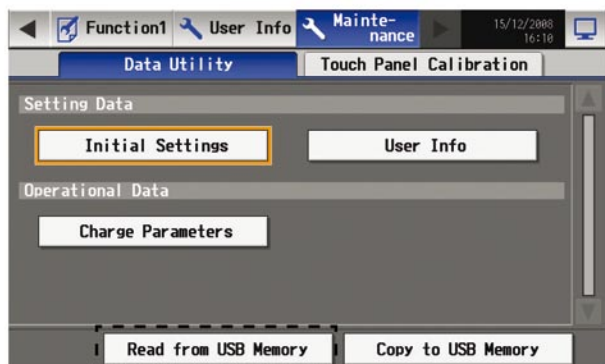 Function1 User Info Mainte-
nance
15/12/2008
16:10
Data Utility Touch Panel Calibration
Setting Data
Initial Settings User Info
Operational Data
Charge Parameters
Read from USB Memory Copy to USB Memory